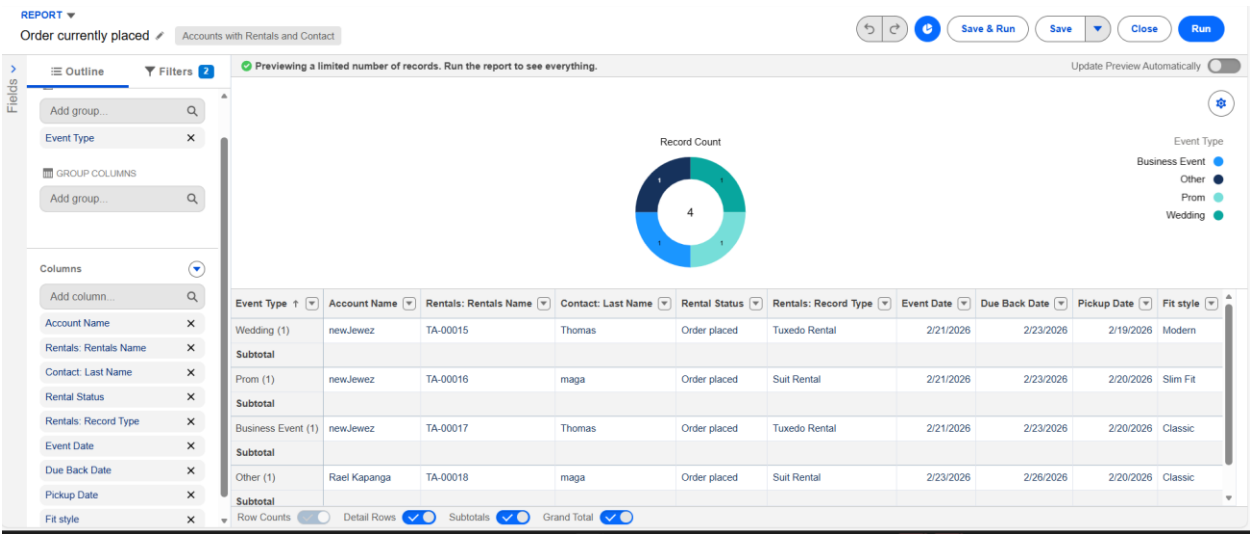 REPORT
Order currently placed
Accounts with Rentals and Contact
Save & Run
Save
Close
Run
Fields
Outline
Filters 2
Previewing a limited number of records. Run the report to see everything.
Update Preview Automatically
Add group...
Event Type
GROUP COLUMNS
Add group...
Columns
Add column...
Account Name
Rentals: Rentals Name
Contact: Last Name
Rental Status
Rentals: Record Type
Event Date
Due Back Date
Pickup Date
Fit style
Record Count
1 1
4
1 1
Event Type
Business Event
Other
Prom
Wedding
Event Type ↑ Account Name Rentals: Rentals Name Contact: Last Name Rental Status Rentals: Record Type Event Date Due Back Date Pickup Date Fit style
Wedding (1) newJewez TA-00015 Thomas Order placed Tuxedo Rental 2/21/2026 2/23/2026 2/19/2026 Modern
Subtotal
Prom (1) newJewez TA-00016 maga Order placed Suit Rental 2/21/2026 2/23/2026 2/20/2026 Slim Fit
Subtotal
Business Event (1) newJewez TA-00017 Thomas Order placed Tuxedo Rental 2/21/2026 2/23/2026 2/20/2026 Classic
Subtotal
Other (1) Rael Kapanga TA-00018 maga Order placed Suit Rental 2/23/2026 2/26/2026 2/20/2026 Classic
Subtotal
Row Counts Detail Rows Subtotals Grand Total